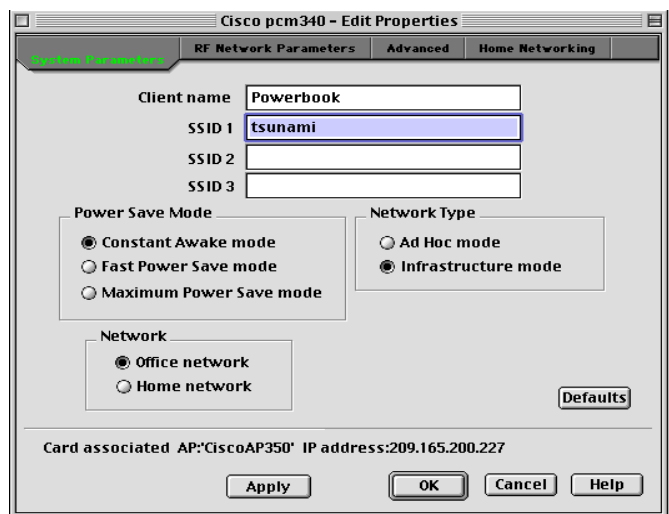 Cisco pcm340 - Edit Properties
System Parameters RF Network Parameters Advanced Home Networking
Client name Powerbook
SSID 1 tsunami
SSID 2
SSID 3
Power Save Mode
Constant Awake mode
Fast Power Save mode
Maximum Power Save mode
Network Type
Ad Hoc mode
Infrastructure mode
Network
Office network
Home network
Defaults
Card associated AP:'CiscoAP350' IP address:209.165.200.227
Apply OK Cancel Help